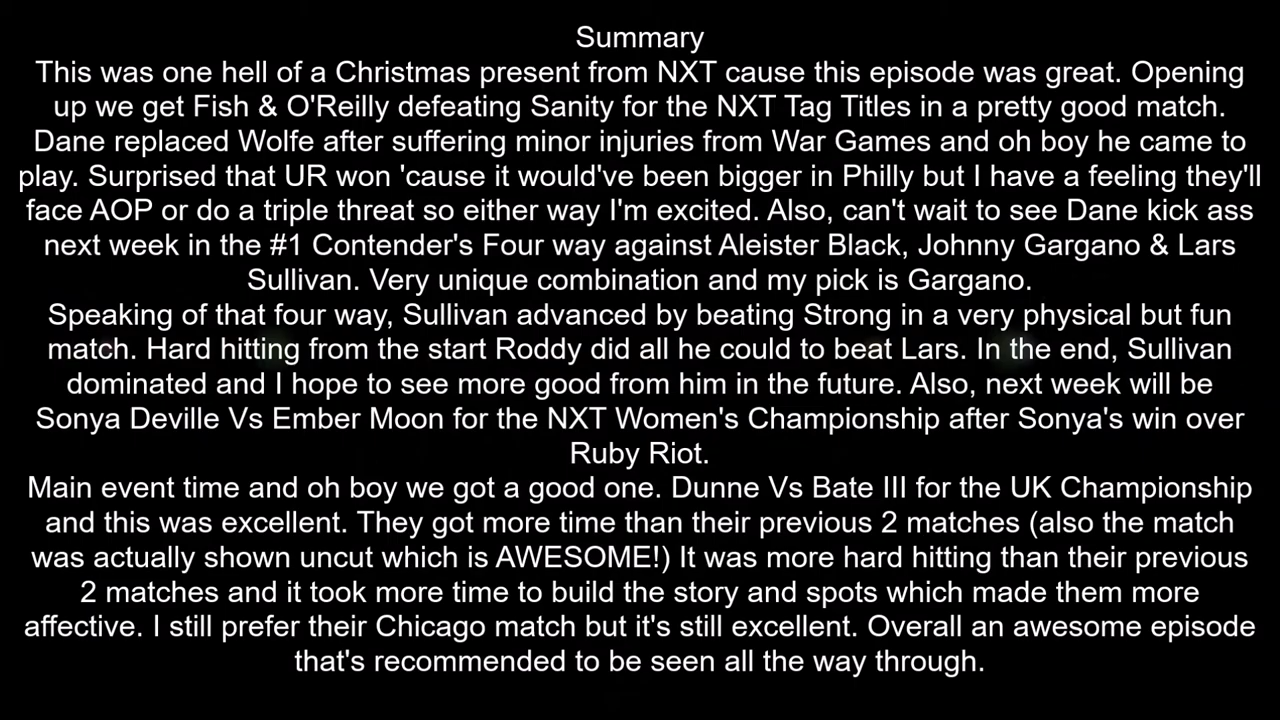 Summary
This was one hell of a Christmas present from NXT cause this episode was great. Opening
up we get Fish & O'Reilly defeating Sanity for the NXT Tag Titles in a pretty good match.
Dane replaced Wolfe after suffering minor injuries from War Games and oh boy he came to
play. Surprised that UR won 'cause it would've been bigger in Philly but I have a feeling they'll
face AOP or do a triple threat so either way I'm excited. Also, can't wait to see Dane kick ass
next week in the #1 Contender's Four way against Aleister Black, Johnny Gargano & Lars
Sullivan. Very unique combination and my pick is Gargano.
Speaking of that four way, Sullivan advanced by beating Strong in a very physical but fun
match. Hard hitting from the start Roddy did all he could to beat Lars. In the end, Sullivan
dominated and I hope to see more good from him in the future. Also, next week will be
Sonya Deville Vs Ember Moon for the NXT Women's Championship after Sonya's win over
Ruby Riot.
Main event time and oh boy we got a good one. Dunne Vs Bate III for the UK Championship
and this was excellent. They got more time than their previous 2 matches (also the match
was actually shown uncut which is AWESOME!) It was more hard hitting than their previous
2 matches and it took more time to build the story and spots which made them more
affective. I still prefer their Chicago match but it's still excellent. Overall an awesome episode
that's recommended to be seen all the way through.